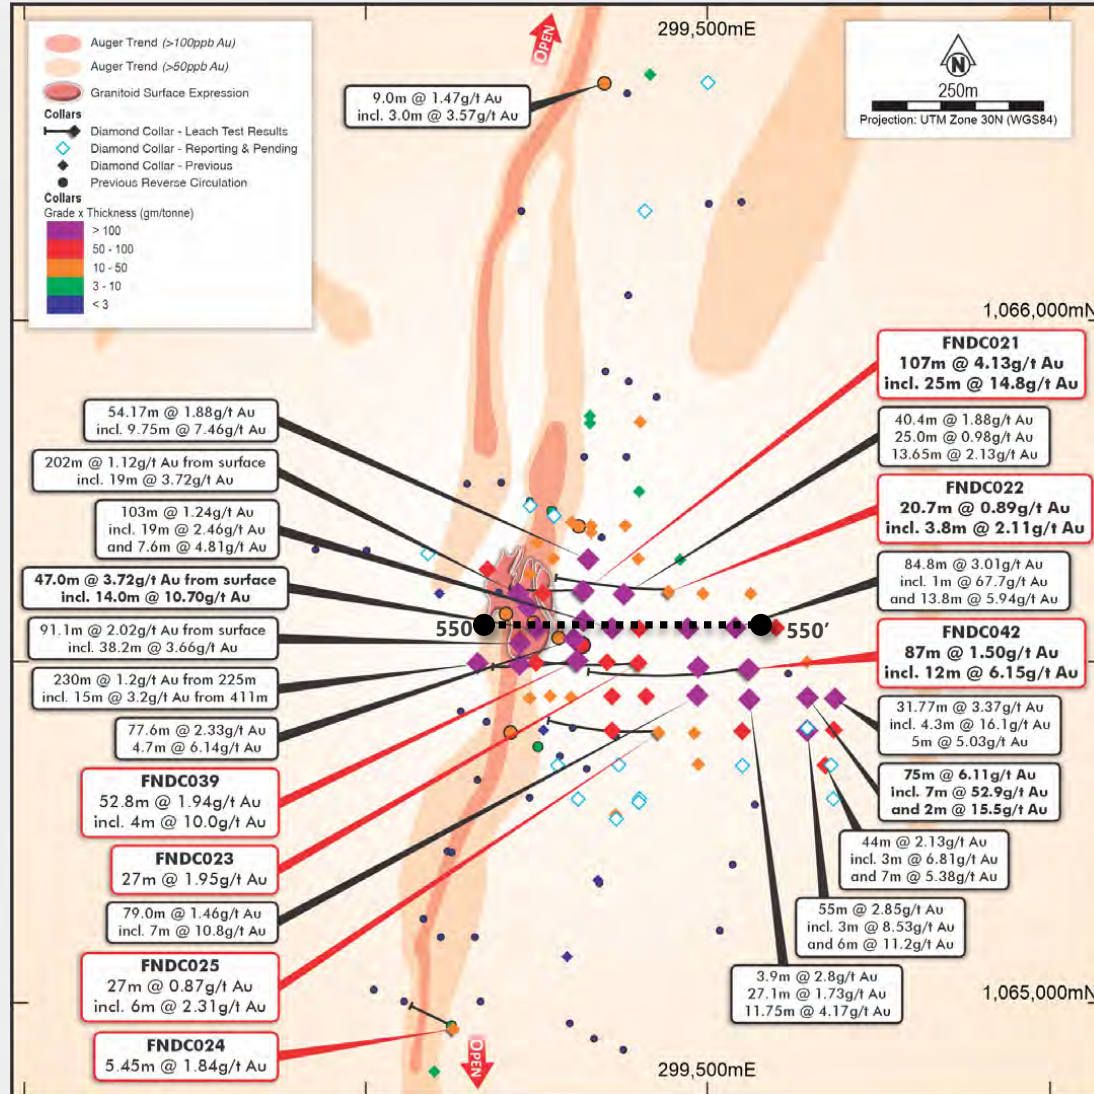 Auger Trend (>100ppb Au)
Auger Trend (>50ppb Au)
Granitoid Surface Expression
Collars
Diamond Collar - Leach Test Results
Diamond Collar - Reporting & Pending
Diamond Collar - Previous
Previous Reverse Circulation
Collars
Grade x Thickness (gm/tonne)
> 100
50 - 100
10 - 50
3 - 10
< 3
OPEN
299,500mE
N
250m
Projection: UTM Zone 30N (WGS84)
9.0m @ 1.47g/t Au
incl. 3.0m @ 3.57g/t Au
1,066,000mN
54.17m @ 1.88g/t Au
incl. 9.75m @ 7.46g/t Au
202m @ 1.12g/t Au from surface
incl. 19m @ 3.72g/t Au
103m @ 1.24g/t Au
incl. 19m @ 2.46g/t Au
and 7.6m @ 4.81g/t Au
47.0m @ 3.72g/t Au from surface
incl. 14.0m @ 10.70g/t Au
91.1m @ 2.02g/t Au from surface
incl. 38.2m @ 3.66g/t Au
230m @ 1.2g/t Au from 225m
incl. 15m @ 3.2g/t Au from 411m
77.6m @ 2.33g/t Au
4.7m @ 6.14g/t Au
FNDC039
52.8m @ 1.94g/t Au
incl. 4m @ 10.0g/t Au
FNDC023
27m @ 1.95g/t Au
79.0m @ 1.46g/t Au
incl. 7m @ 10.8g/t Au
FNDC025
27m @ 0.87g/t Au
incl. 6m @ 2.31g/t Au
FNDC024
5.45m @ 1.84g/t Au
550
550’
FNDC021
107m @ 4.13g/t Au
incl. 25m @ 14.8g/t Au
40.4m @ 1.88g/t Au
25.0m @ 0.98g/t Au
13.65m @ 2.13g/t Au
FNDC022
20.7m @ 0.89g/t Au
incl. 3.8m @ 2.11g/t Au
84.8m @ 3.01g/t Au
incl. 1m @ 67.7g/t Au
and 13.8m @ 5.94g/t Au
FNDC042
87m @ 1.50g/t Au
incl. 12m @ 6.15g/t Au
31.77m @ 3.37g/t Au
incl. 4.3m @ 16.1g/t Au
5m @ 5.03g/t Au
75m @ 6.11g/t Au
incl. 7m @ 52.9g/t Au
and 2m @ 15.5g/t Au
44m @ 2.13g/t Au
incl. 3m @ 6.81g/t Au
and 7m @ 5.38g/t Au
55m @ 2.85g/t Au
incl. 3m @ 8.53g/t Au
and 6m @ 11.2g/t Au
3.9m @ 2.8g/t Au
27.1m @ 1.73g/t Au
11.75m @ 4.17g/t Au
1,065,000mN
OPEN
299,500mE